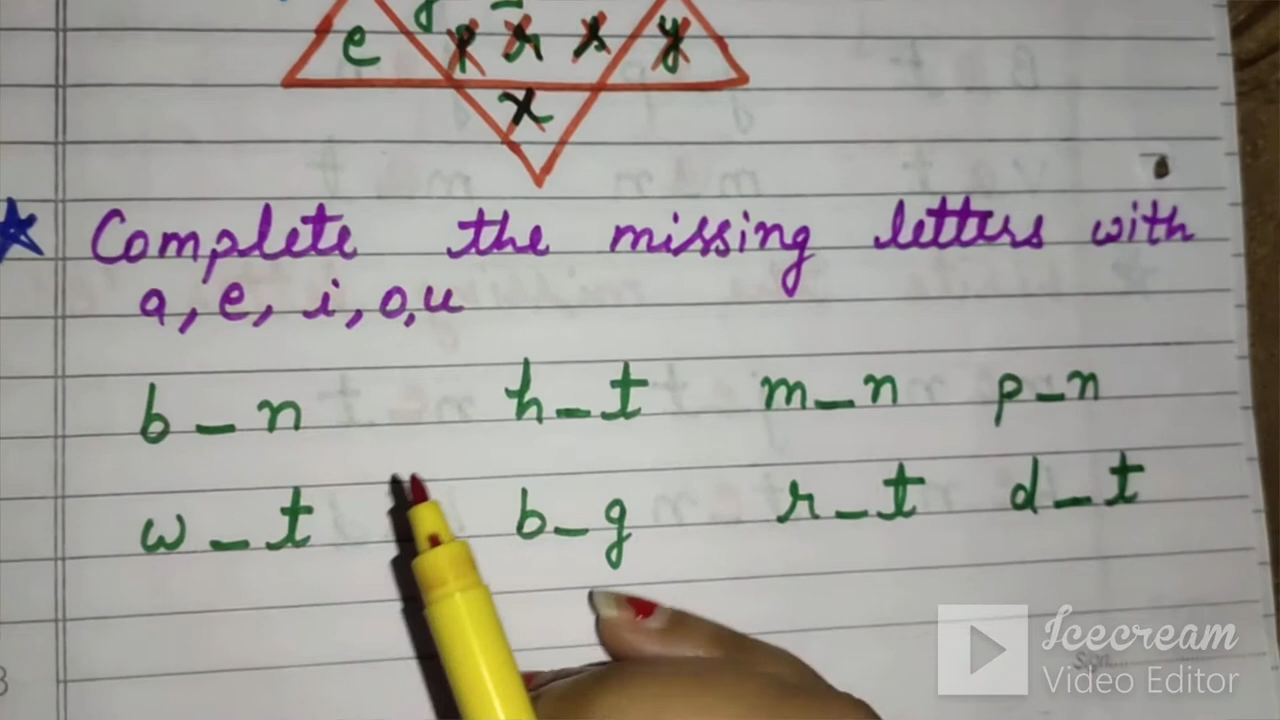 e p r s y
x
Complete the missing letters with
a, e, i, o, u
b_n h_t m_n p_n
w_t b_g r_t d_t
Icecream
Video Editor